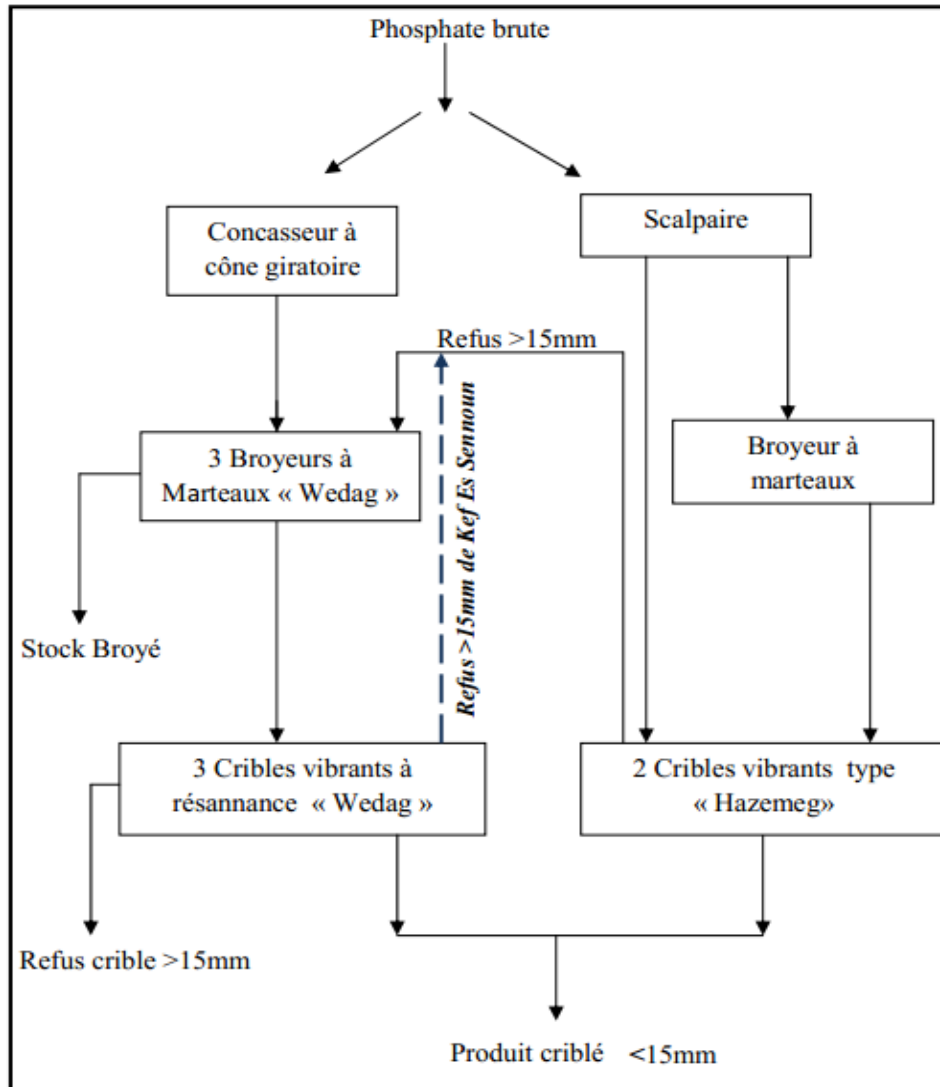 Phosphate brute
Concasseur à
cône giratoire
Scalpaire
Refus >15mm
3 Broyeurs à
Marteaux « Wedag »
Broyeur à
marteaux
Refus >15mm de Kef Es Sennoun
Stock Broyé
3 Cribles vibrants à
résannance « Wedag »
2 Cribles vibrants type
« Hazemeg»
Refus crible >15mm
Produit criblé <15mm